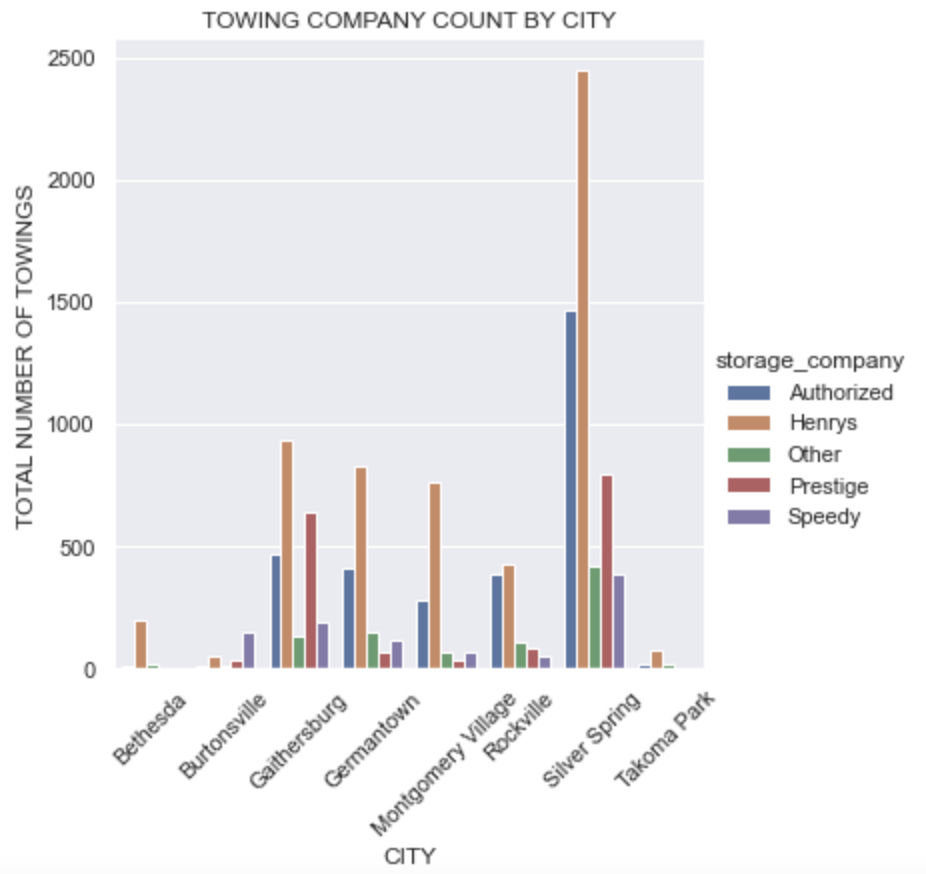 TOWING COMPANY COUNT BY CITY
TOTAL NUMBER OF TOWINGS
2500
2000
1500
1000
500
0
Bethesda
Burtonsville
Gaithersburg
Germantown
Montgomery Village
Rockville
Silver Spring
Takoma Park
CITY
storage_company
Authorized
Henrys
Other
Prestige
Speedy